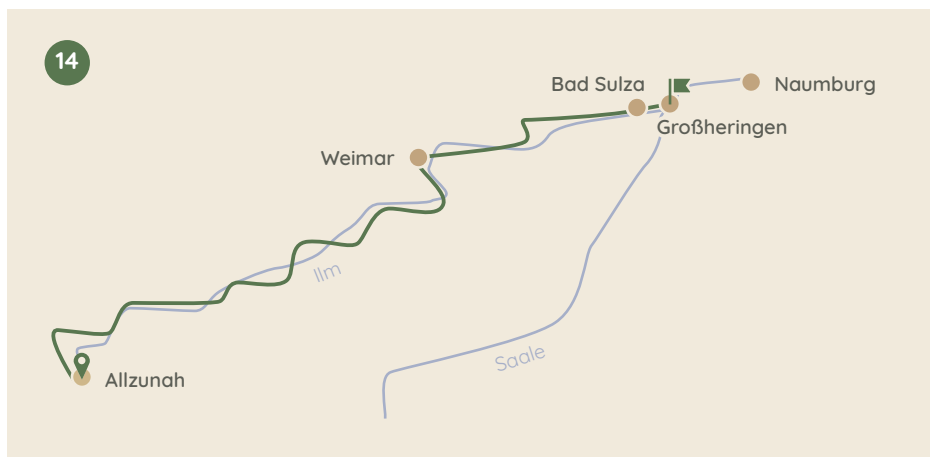 14
Bad Sulza
Naumburg
Großheringen
Weimar
Ilm
Saale
Allzunah